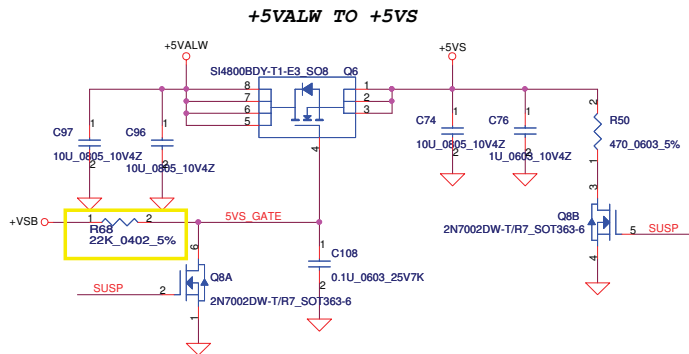 +5VALW TO +5VS
+5VALW
+5VS
SI4800BDY-T1-E3_SO8
Q6
8
7
6
5
1
2
3
4
C97
1
2
10U_0805_10V4Z
C96
1
2
10U_0805_10V4Z
C74
1
2
10U_0805_10V4Z
C76
1
2
1U_0603_10V4Z
2
R50
470_0603_5%
1
+VSB
1
2
R68
22K_0402_5%
5VS_GATE
3
Q8B
2N7002DW-T/R7_SOT363-6
5
SUSP
4
6
Q8A
2N7002DW-T/R7_SOT363-6
SUSP
2
1
1
C108
0.1U_0603_25V7K
2